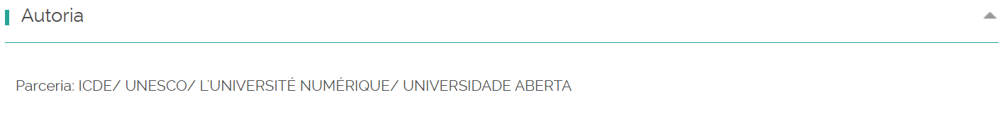 Autoria
Parceria: ICDE/ UNESCO/ L'UNIVERSITÉ NUMÉRIQUE/ UNIVERSIDADE ABERTA